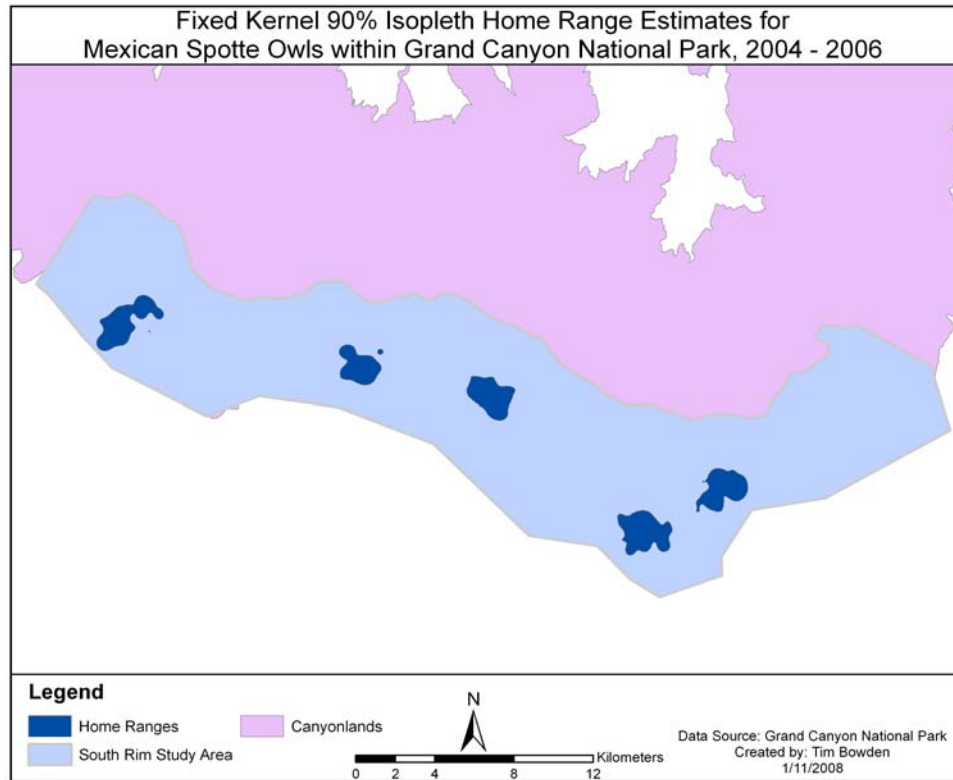 Fixed Kernel 90% Isopleth Home Range Estimates for
Mexican Spotte Owls within Grand Canyon National Park, 2004 - 2006
Legend
Home Ranges
Canyonlands
South Rim Study Area
N
Kilometers
0 2 4 8 12
Data Source: Grand Canyon National Park
Created by: Tim Bowden
1/11/2008